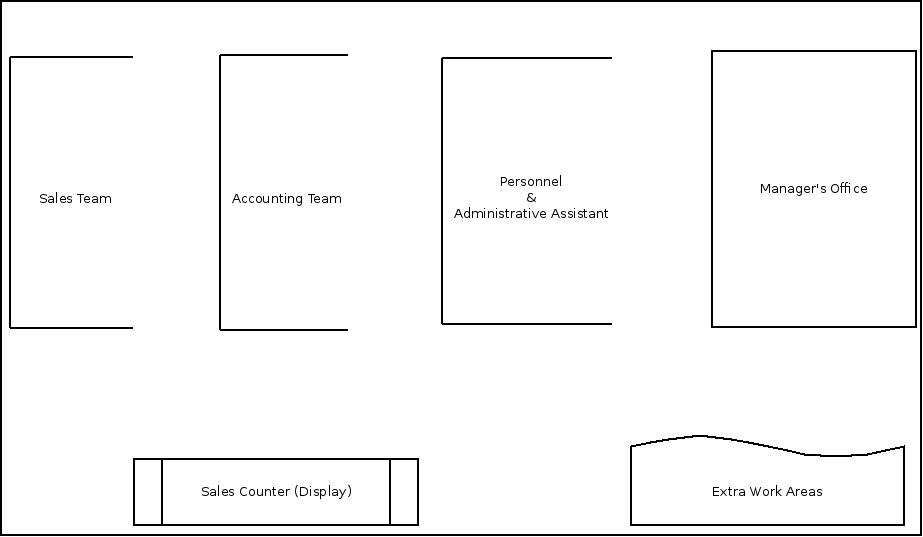 Sales Team
Accounting Team
Personnel
&
Administrative Assistant
Manager's Office
Sales Counter (Display)
Extra Work Areas